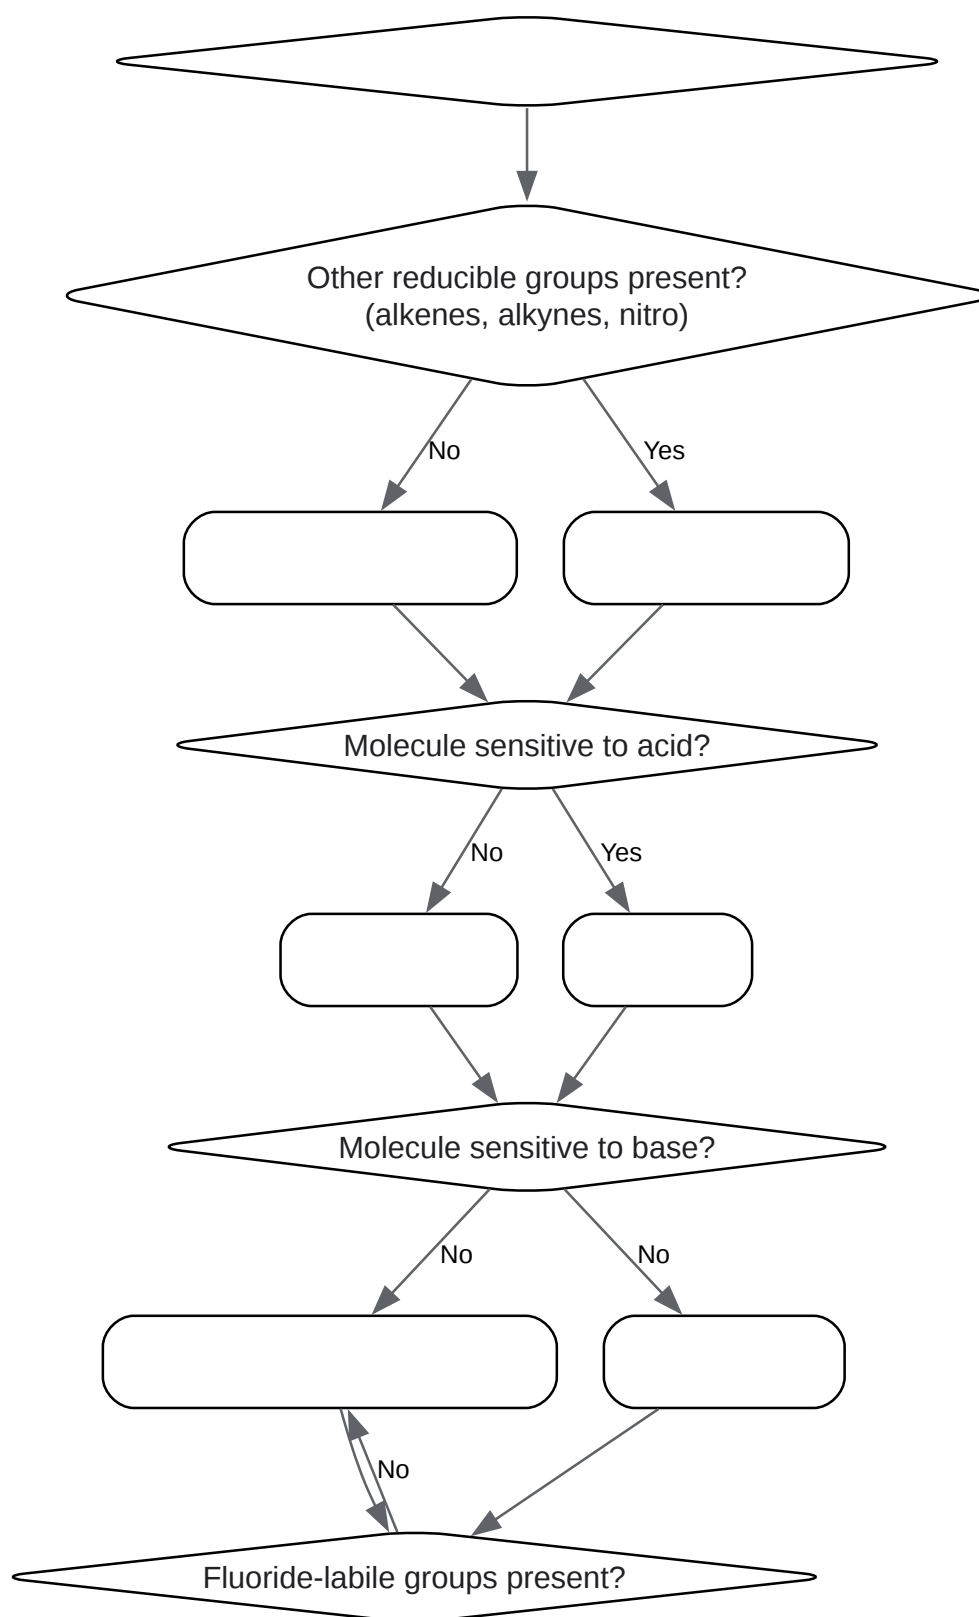 Other reducible groups present?
(alkenes, alkynes, nitro)
No
Yes
Molecule sensitive to acid?
No
Yes
Molecule sensitive to base?
No
No
No
Fluoride-labile groups present?